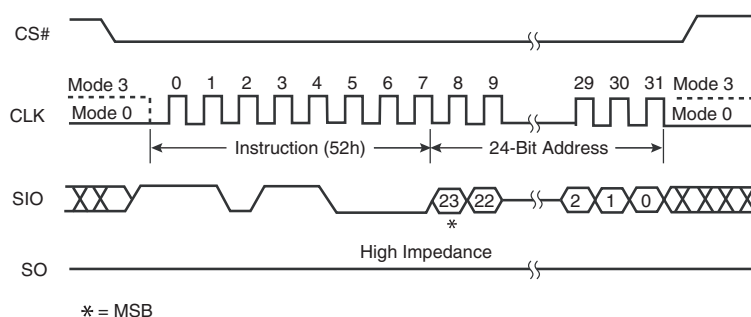 CS#
Mode 3 0 1 2 3 4 5 6 7 8 9 29 30 31 Mode 3
CLK Mode 0 Mode 0
Instruction (52h) 24-Bit Address
SIO 23 22 2 1 0
*
High Impedance
SO
* = MSB